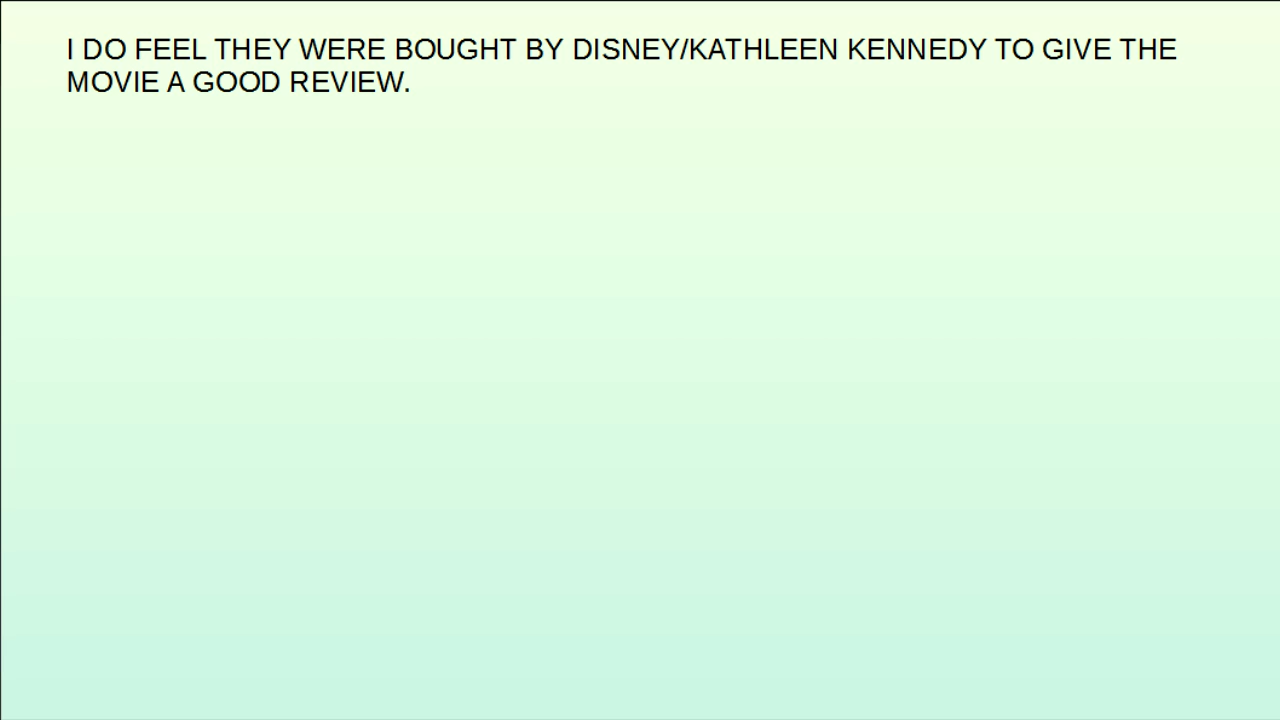 I DO FEEL THEY WERE BOUGHT BY DISNEY/KATHLEEN KENNEDY TO GIVE THE
MOVIE A GOOD REVIEW.